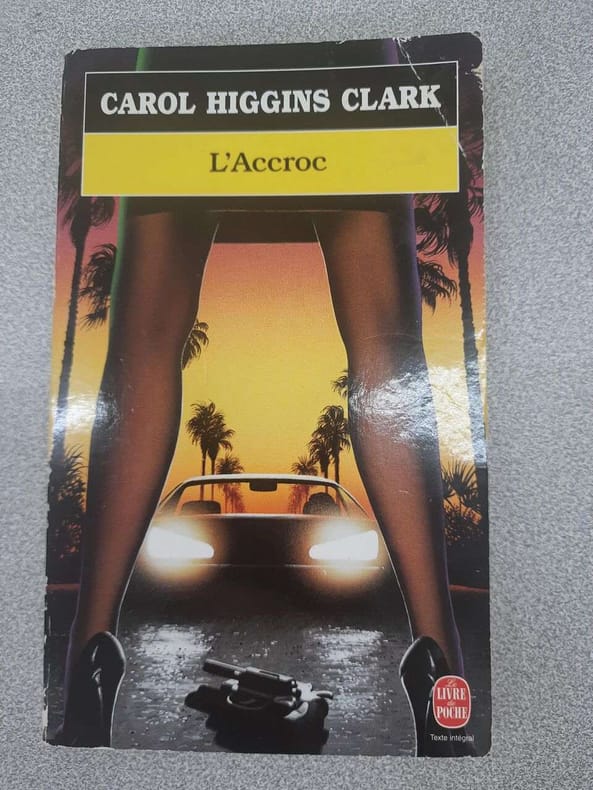 CAROL HIGGINS CLARK
L'Accroc
Le
LIVRE
de
POCHE
Texte intégral